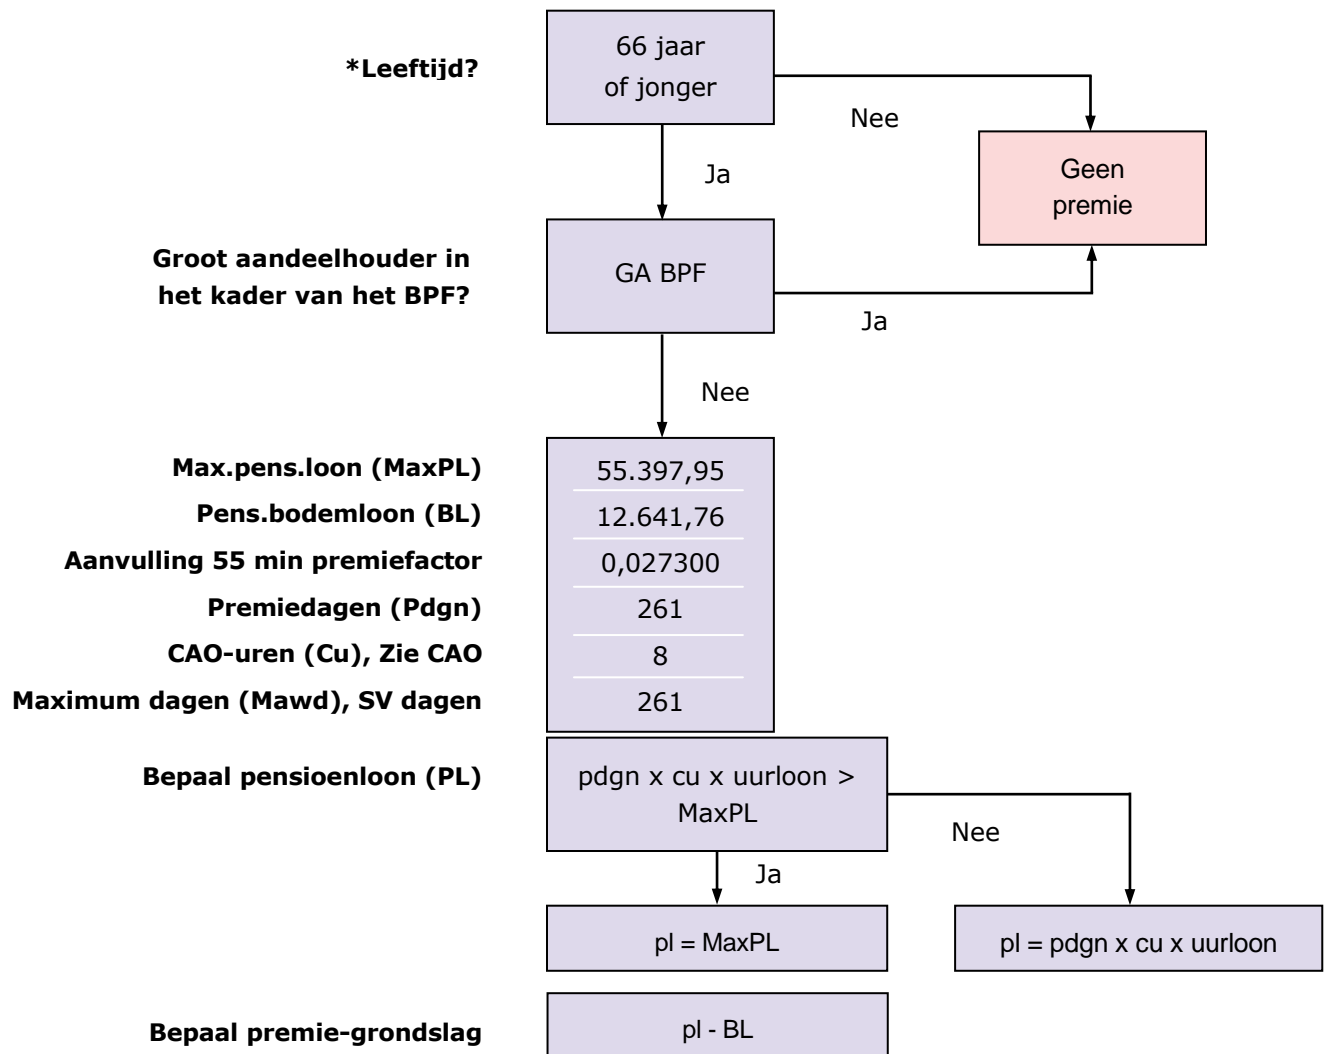 *Leeftijd?
66 jaar
of jonger
Nee
Geen
premie
Ja
Groot aandeelhouder in
het kader van het BPF?
GA BPF
Ja
Nee
Max.pens.loon (MaxPL)
55.397,95
Pens.bodemloon (BL)
12.641,76
Aanvulling 55 min premiefactor
0,027300
Premiedagen (Pdgn)
261
CAO-uren (Cu), Zie CAO
8
Maximum dagen (Mawd), SV dagen
261
Bepaal pensioenloon (PL)
pdgn x cu x uurloon >
MaxPL
Nee
Ja
pl = MaxPL
pl = pdgn x cu x uurloon
Bepaal premie-grondslag
pl - BL